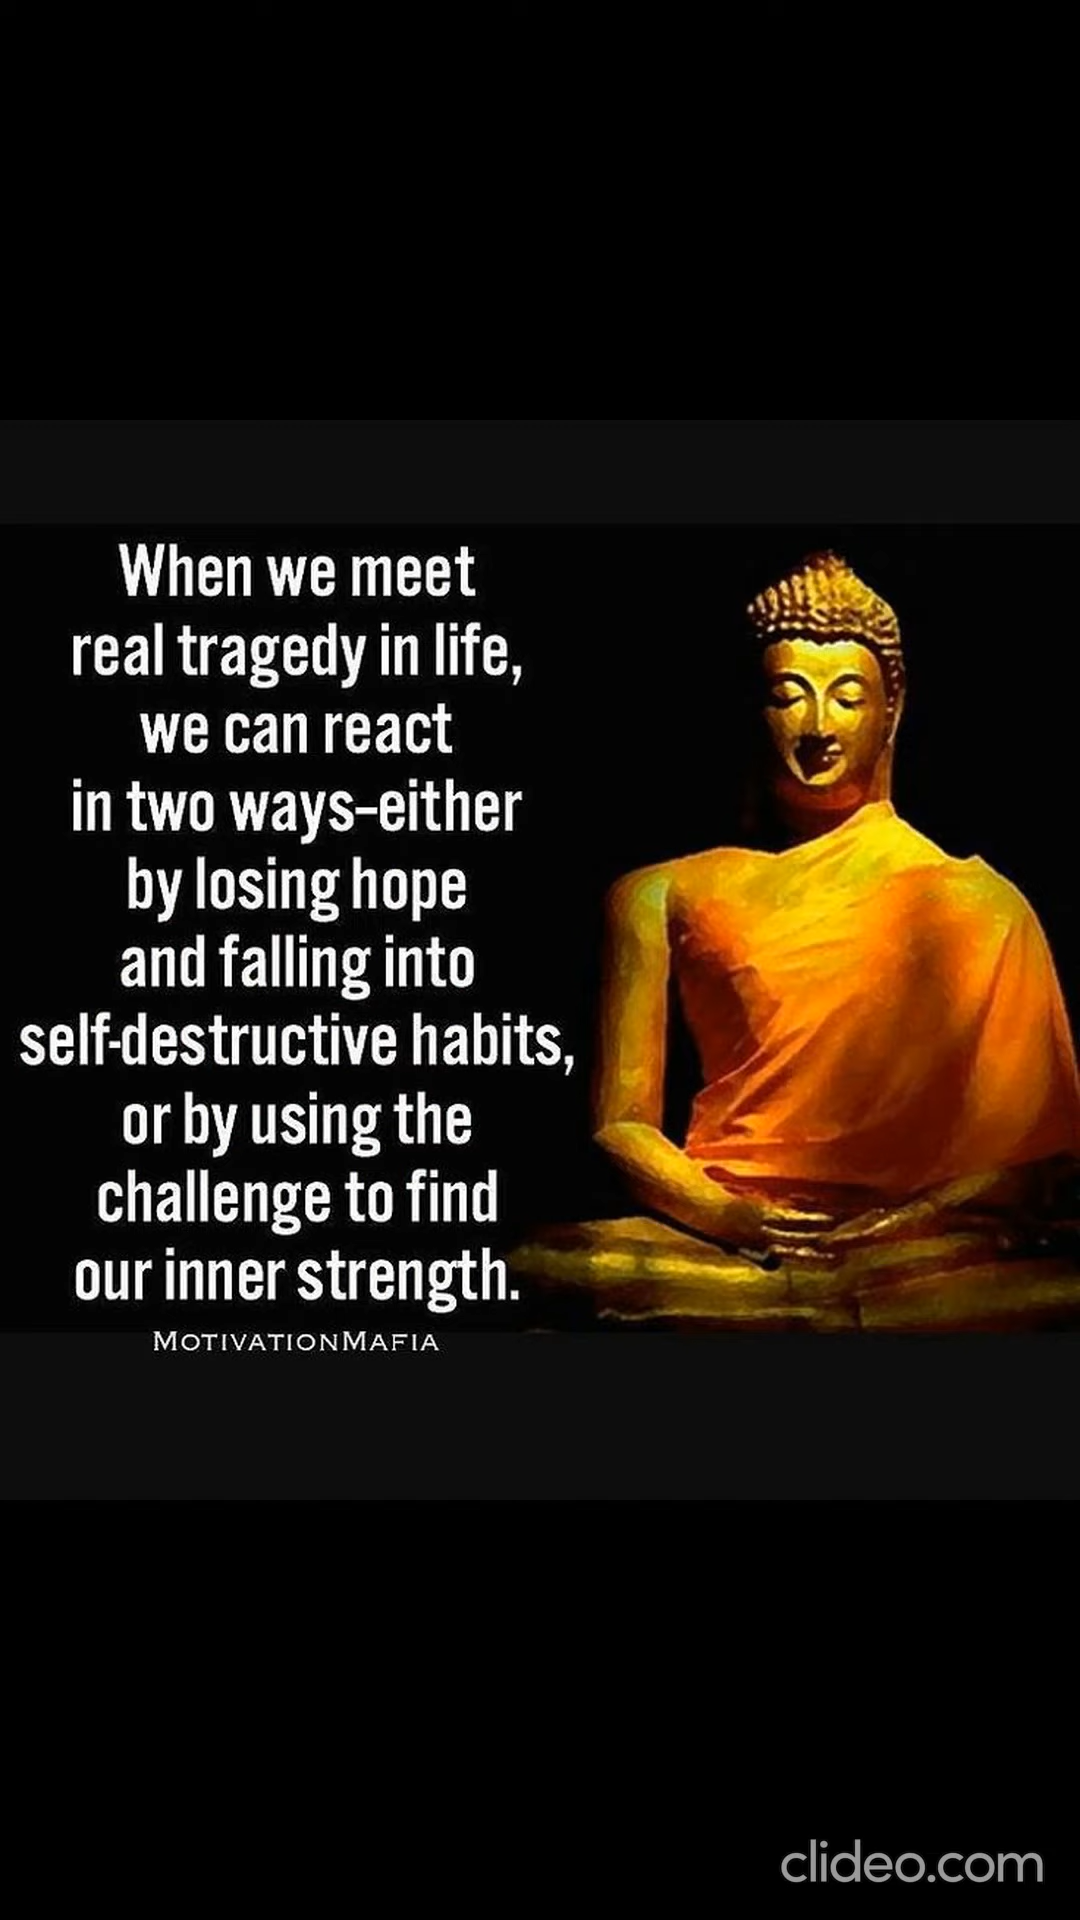 When we meet
real tragedy in life,
we can react
in two ways-either
by losing hope
and falling into
self-destructive habits,
or by using the
challenge to find
our inner strength.
MOTIVATIONMAFIA
clideo.com